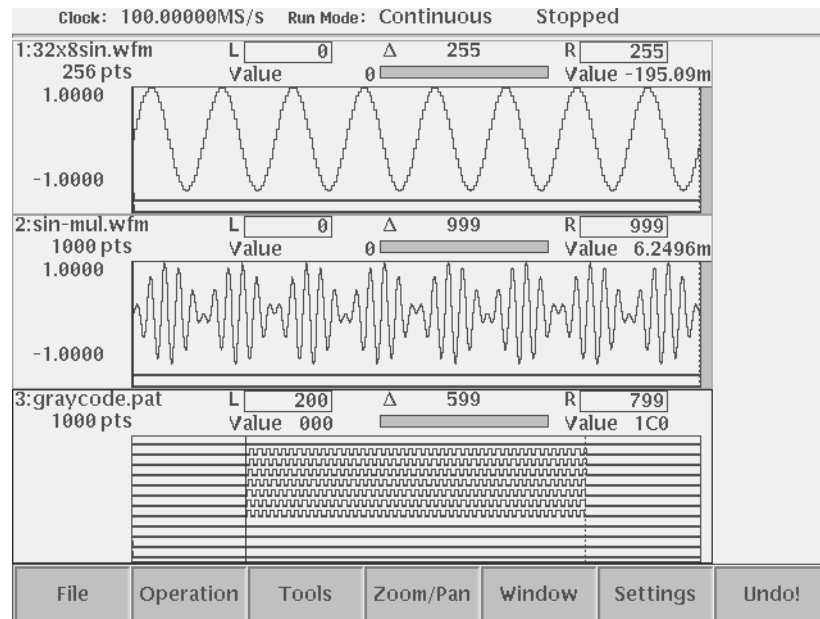 Clock: 100.00000MS/s Run Mode: Continuous Stopped
1:32x8sin.wfm L 0 Δ 255 R 255
256 pts Value 0 Value -195.09m
1.0000
-1.0000
2:sin-mul.wfm L 0 Δ 999 R 999
1000 pts Value 0 Value 6.2496m
1.0000
-1.0000
3:graycode.pat L 200 Δ 599 R 799
1000 pts Value 000 Value 1C0
File Operation Tools Zoom/Pan Window Settings Undo!